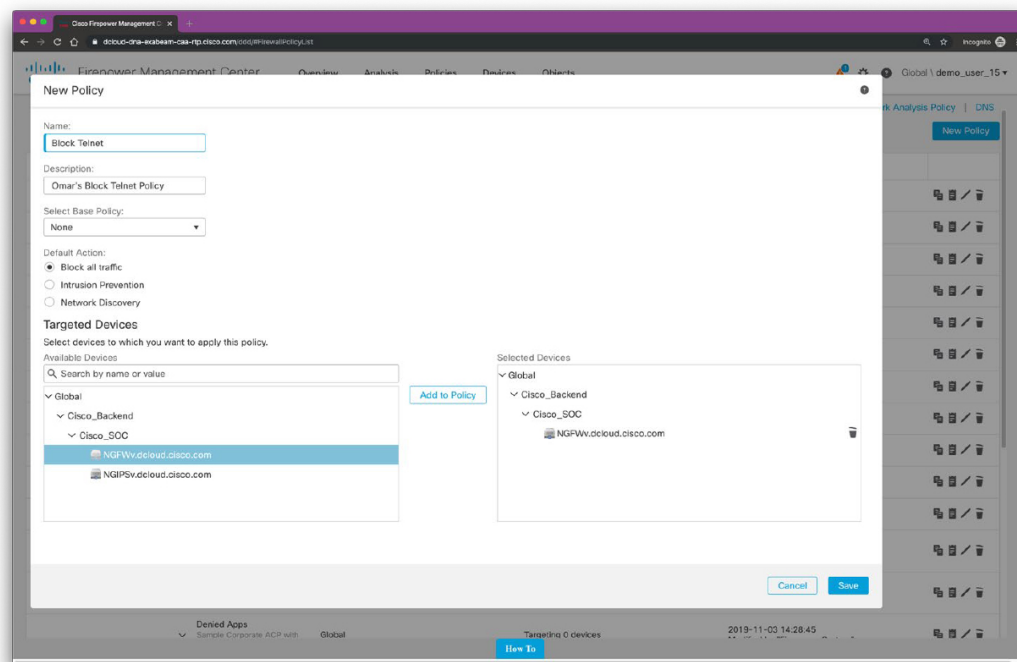 Cisco Firepower Management C
dcloud-dna-exabeam-caa-rtp.cisco.com/ddd/#FirewallPolicyList
Incognito
Firepower Management Center Overview Analysis Policies Devices Objects Global \ demo_user_15
New Policy
rk Analysis Policy | DNS
New Policy
Name:
Block Telnet
Description:
Omar's Block Telnet Policy
Select Base Policy:
None
Default Action:
Block all traffic
Intrusion Prevention
Network Discovery
Targeted Devices
Select devices to which you want to apply this policy.
Available Devices
Search by name or value
Global
Cisco_Backend
Cisco_SOC
NGFWv.dcloud.cisco.com
NGIPSv.dcloud.cisco.com
Add to Policy
Selected Devices
Global
Cisco_Backend
Cisco_SOC
NGFWv.dcloud.cisco.com
Cancel Save
Denied Apps
Sample Corporate ACP with Global Targeting 0 devices 2019-11-03 14:28:45
How To